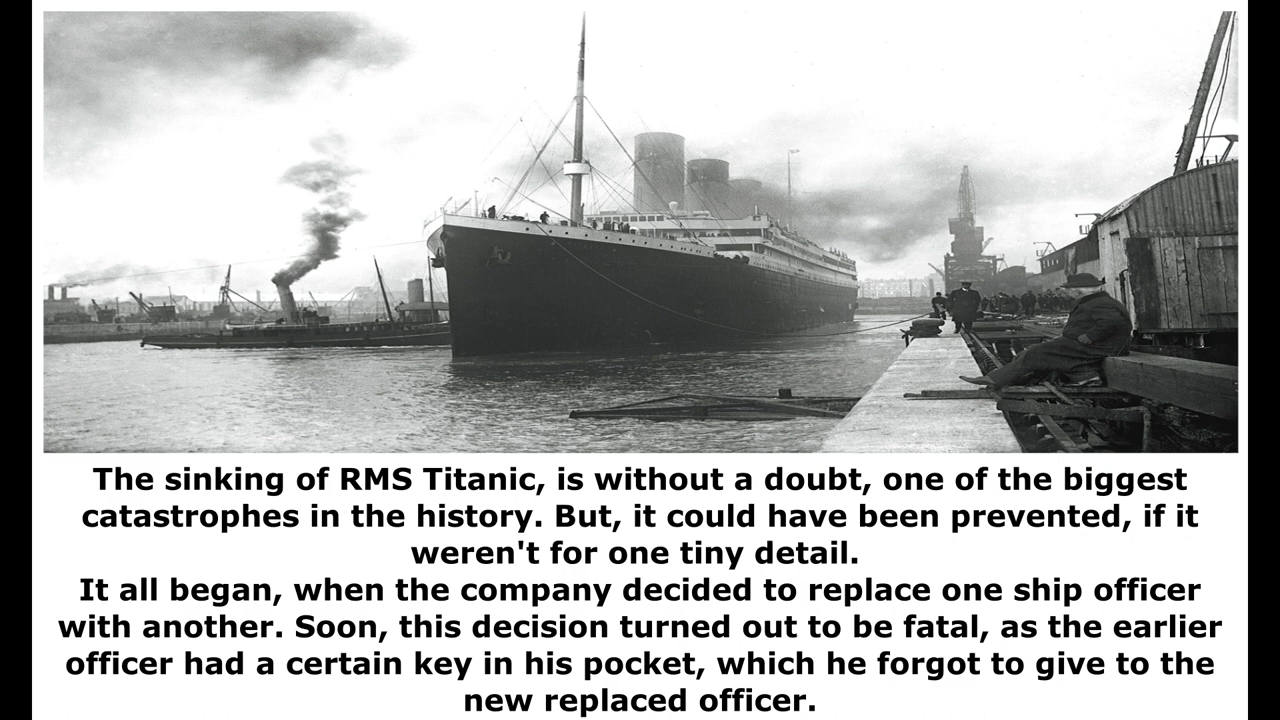 The sinking of RMS Titanic, is without a doubt, one of the biggest
catastrophes in the history. But, it could have been prevented, if it
weren't for one tiny detail.
It all began, when the company decided to replace one ship officer
with another. Soon, this decision turned out to be fatal, as the earlier
officer had a certain key in his pocket, which he forgot to give to the
new replaced officer.